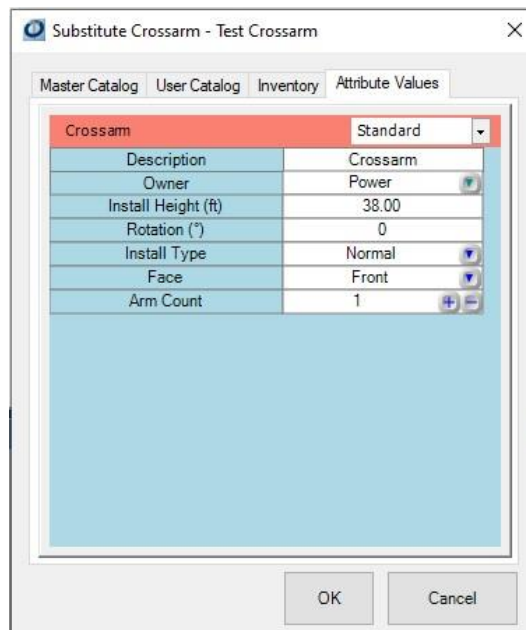 Substitute Crossarm - Test Crossarm
Master Catalog User Catalog Inventory Attribute Values
Crossarm Standard
Description Crossarm
Owner Power
Install Height (ft) 38.00
Rotation (°) 0
Install Type Normal
Face Front
Arm Count 1
OK Cancel